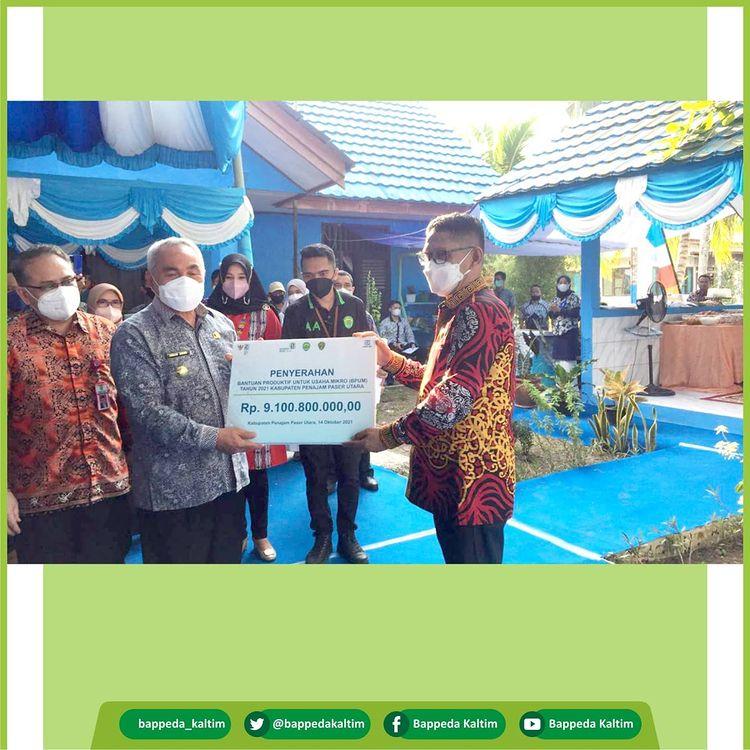 PENYERAHAN
BANTUAN PRODUKTIF UNTUK USAHA MIKRO (BPUM)
TAHUN 2021 KABUPATEN PENAJAM PASER UTARA
Rp. 9.100.800.000,00
Kabupaten Penajam Paser Utara, 14 Oktober 2021
bappeda_kaltim @bappedakaltim Bappeda Kaltim Bappeda Kaltim